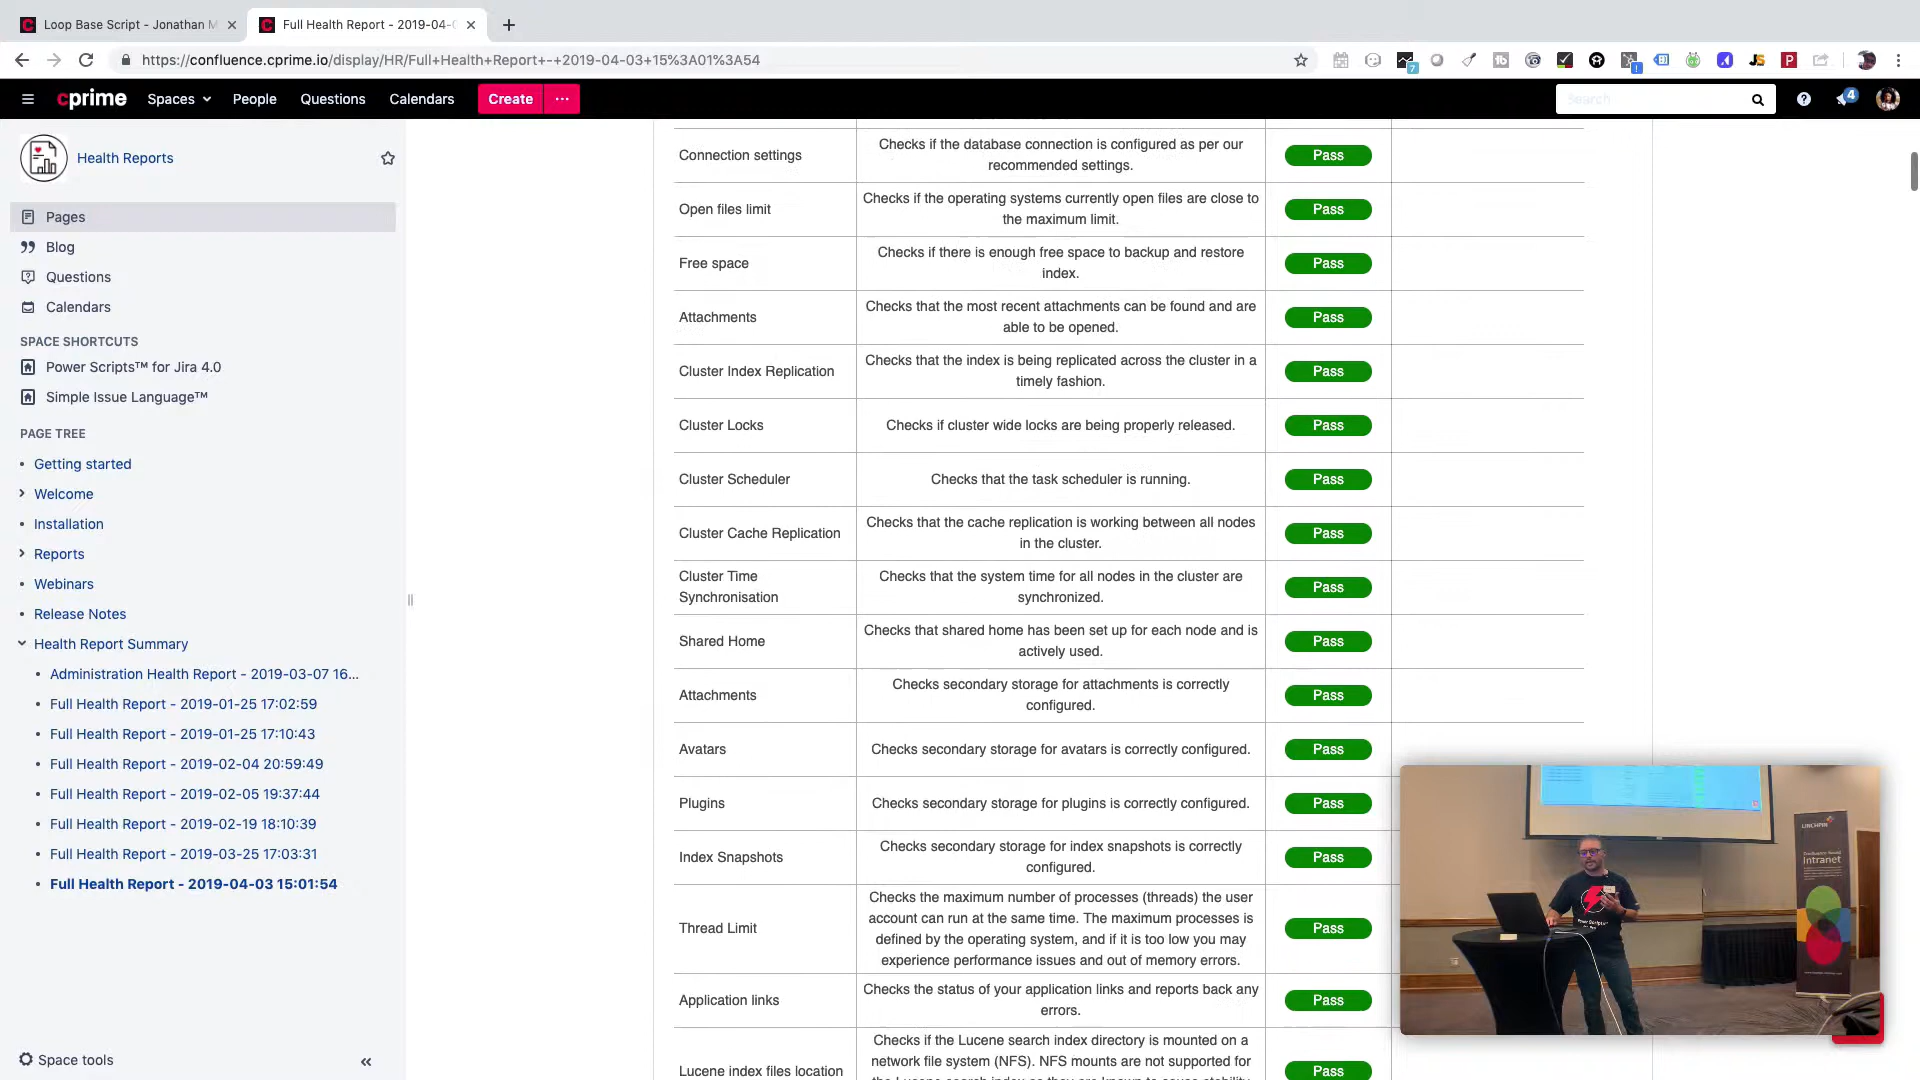 Loop Base Script - Jonathan M
Full Health Report - 2019-04-0
https://confluence.cprime.io/display/HR/Full+Health+Report+-+2019-04-03+15%3A01%3A54
7
cprime
Spaces
People
Questions
Calendars
Create
Search
4
Health Reports
Pages
Blog
Questions
Calendars
SPACE SHORTCUTS
Power Scripts™ for Jira 4.0
Simple Issue Language™
PAGE TREE
Getting started
Welcome
Installation
Reports
Webinars
Release Notes
Health Report Summary
Administration Health Report - 2019-03-07 16...
Full Health Report - 2019-01-25 17:02:59
Full Health Report - 2019-01-25 17:10:43
Full Health Report - 2019-02-04 20:59:49
Full Health Report - 2019-02-05 19:37:44
Full Health Report - 2019-02-19 18:10:39
Full Health Report - 2019-03-25 17:03:31
Full Health Report - 2019-04-03 15:01:54
Space tools
Connection settings
Checks if the database connection is configured as per our
recommended settings.
Pass
Open files limit
Checks if the operating systems currently open files are close to
the maximum limit.
Pass
Free space
Checks if there is enough free space to backup and restore
index.
Pass
Attachments
Checks that the most recent attachments can be found and are
able to be opened.
Pass
Cluster Index Replication
Checks that the index is being replicated across the cluster in a
timely fashion.
Pass
Cluster Locks
Checks if cluster wide locks are being properly released.
Pass
Cluster Scheduler
Checks that the task scheduler is running.
Pass
Cluster Cache Replication
Checks that the cache replication is working between all nodes
in the cluster.
Pass
Cluster Time
Synchronisation
Checks that the system time for all nodes in the cluster are
synchronized.
Pass
Shared Home
Checks that shared home has been set up for each node and is
actively used.
Pass
Attachments
Checks secondary storage for attachments is correctly
configured.
Pass
Avatars
Checks secondary storage for avatars is correctly configured.
Pass
Plugins
Checks secondary storage for plugins is correctly configured.
Pass
Index Snapshots
Checks secondary storage for index snapshots is correctly
configured.
Pass
Thread Limit
Checks the maximum number of processes (threads) the user
account can run at the same time. The maximum processes is
defined by the operating system, and if it is too low you may
experience performance issues and out of memory errors.
Pass
Application links
Checks the status of your application links and reports back any
errors.
Pass
Lucene index files location
Checks if the Lucene search index directory is mounted on a
network file system (NFS). NFS mounts are not supported for
Pass
Intranet